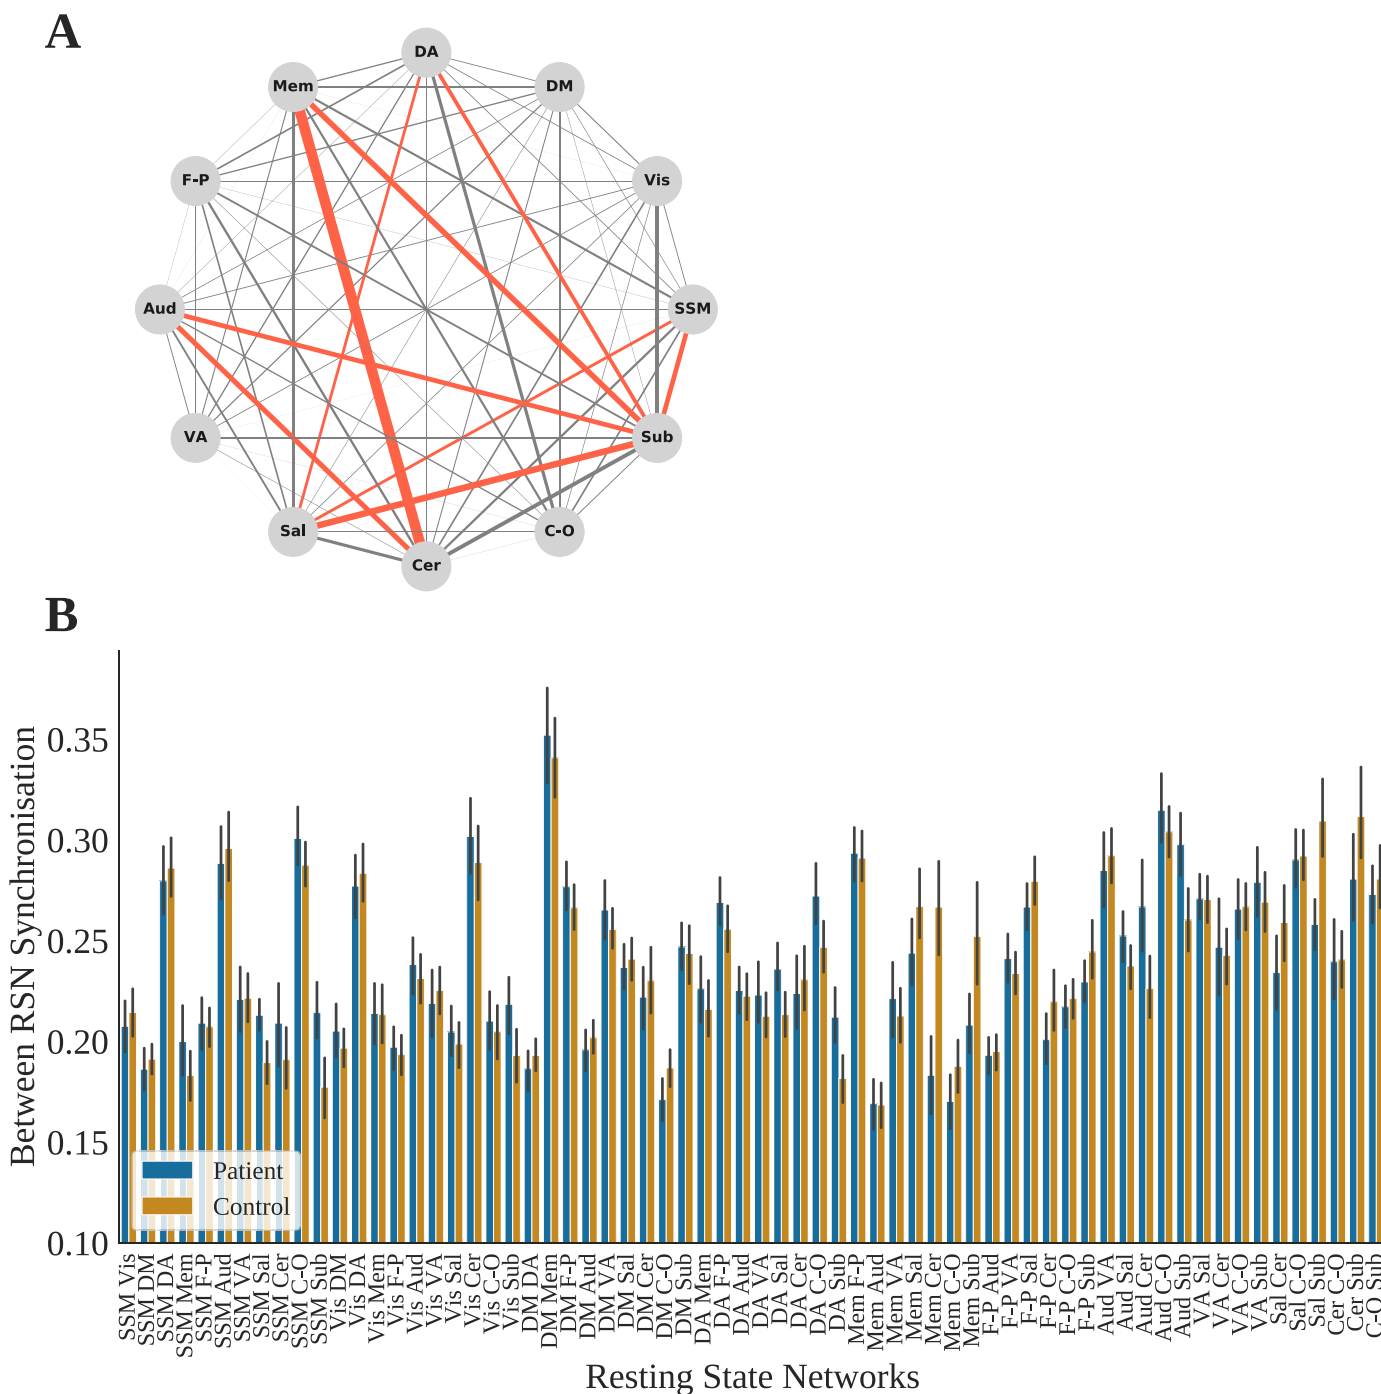 A
DA
Mem
DM
F-P
Vis
Aud
SSM
VA
Sub
Sal
C-O
Cer
B
Between RSN Synchronisation
0.35
0.30
0.25
0.20
0.15
0.10
Patient
Control
SSM Vis
SSM DM
SSM DA
SSM Mem
SSM F-P
SSM Aud
SSM VA
SSM Sal
SSM Cer
SSM C-O
SSM Sub
Vis DM
Vis DA
Vis Mem
Vis F-P
Vis Aud
Vis VA
Vis Sal
Vis Cer
Vis C-O
Vis Sub
DM DA
DM Mem
DM F-P
DM Aud
DM VA
DM Sal
DM Cer
DM C-O
DM Sub
DA Mem
DA F-P
DA Aud
DA VA
DA Sal
DA Cer
DA C-O
DA Sub
Mem F-P
Mem Aud
Mem VA
Mem Sal
Mem Cer
Mem C-O
Mem Sub
F-P Aud
F-P VA
F-P Sal
F-P Cer
F-P C-O
F-P Sub
Aud VA
Aud Sal
Aud Cer
Aud C-O
Aud Sub
VA Sal
VA Cer
VA C-O
VA Sub
Sal Cer
Sal C-O
Sal Sub
Cer C-O
Cer Sub
C-O Sub
Resting State Networks